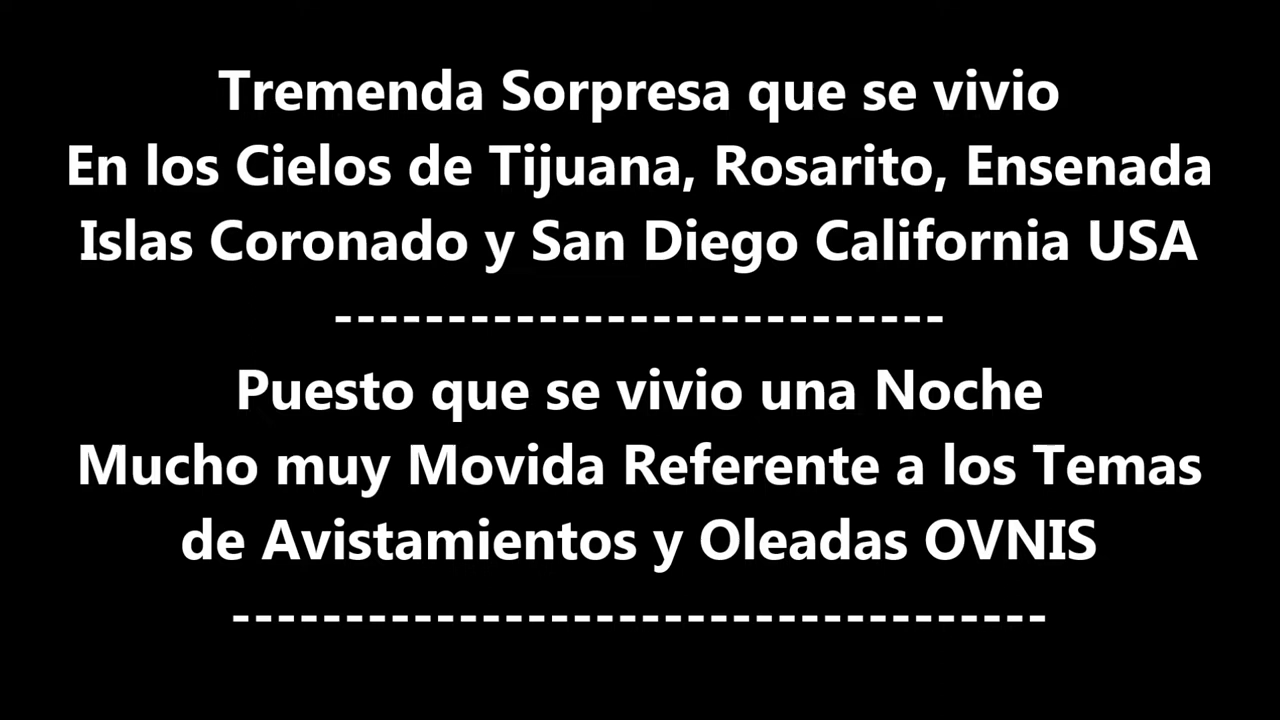 Tremenda Sorpresa que se vivio
En los Cielos de Tijuana, Rosarito, Ensenada
Islas Coronado y San Diego California USA
---------------------------
Puesto que se vivio una Noche
Mucho muy Movida Referente a los Temas
de Avistamientos y Oleadas OVNIS
------------------------------------